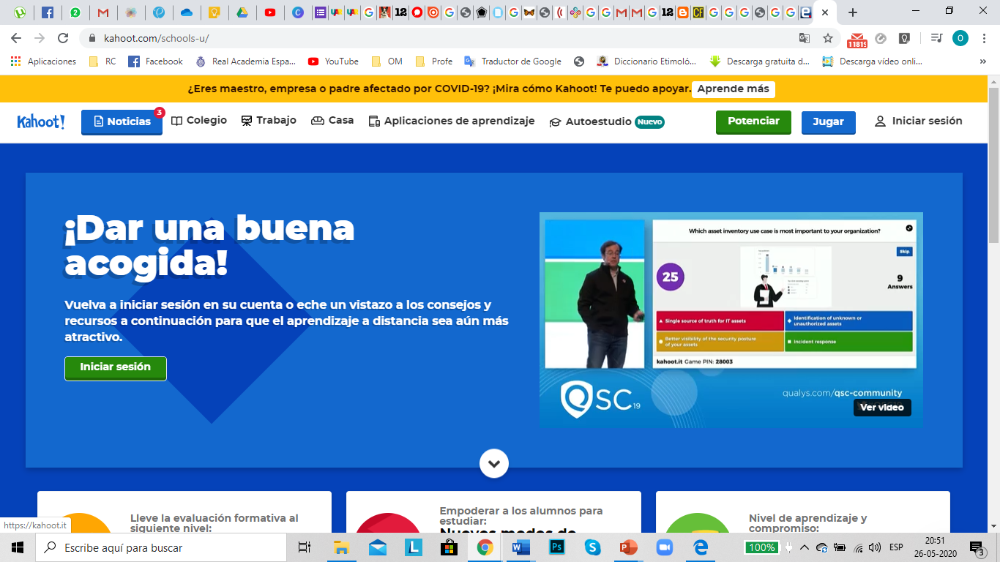 kahoot.com/schools-u/
11815
O
Aplicaciones
RC
Facebook
Real Academia Espa...
YouTube
OM
Profe
Traductor de Google
Diccionario Etimoló...
Descarga gratuita d...
Descarga vídeo onli...
»
¿Eres maestro, empresa o padre afectado por COVID-19? ¡Mira cómo Kahoot! Te puedo apoyar. Aprende más
Kahoot!
Noticias
3
Colegio
Trabajo
Casa
Aplicaciones de aprendizaje
Autoestudio
Nuevo
Potenciar
Jugar
Iniciar sesión
¡Dar una buena
acogida!
Vuelva a iniciar sesión en su cuenta o eche un vistazo a los consejos y
recursos a continuación para que el aprendizaje a distancia sea aún más
atractivo.
Iniciar sesión
Which asset inventory use case is most important to your organization?
Skip
25
9
Answers
Single source of truth for IT assets
Identification of unknown or
unauthorized assets
Better visibility of the security posture
of your assets
Incident response
kahoot.it Game PIN: 28003
QSC 19
qualys.com/qsc-community
Ver video
Lleve la evaluación formativa al
siguiente nivel:
Empoderar a los alumnos para
estudiar:
Nuevos modos de
Nivel de aprendizaje y
compromiso:
https://kahoot.it
Escribe aquí para buscar
100%
ESP
20:51
26-05-2020
3